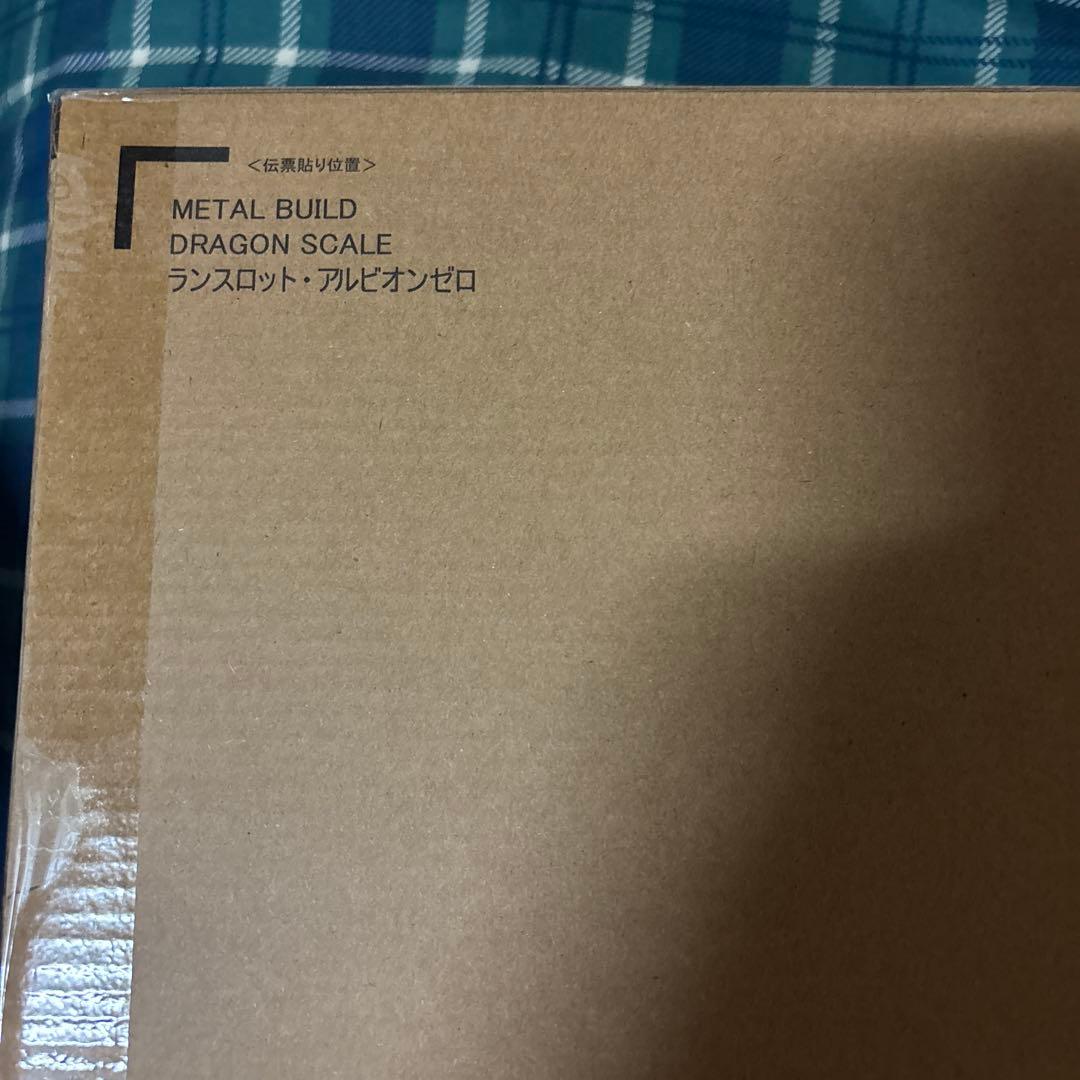 ＜伝票貼り位置＞
METAL BUILD
DRAGON SCALE
ランスロット・アルビオンゼロ